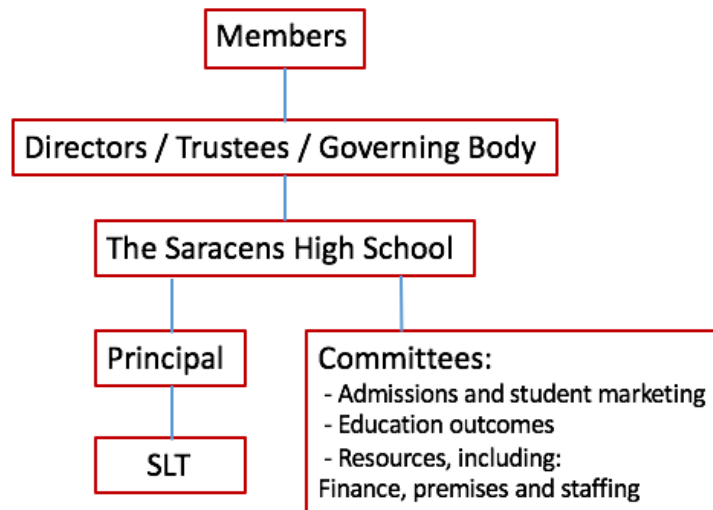 Members
Directors / Trustees / Governing Body
The Saracens High School
Principal
SLT
Committees:
- Admissions and student marketing
- Education outcomes
- Resources, including:
Finance, premises and staffing